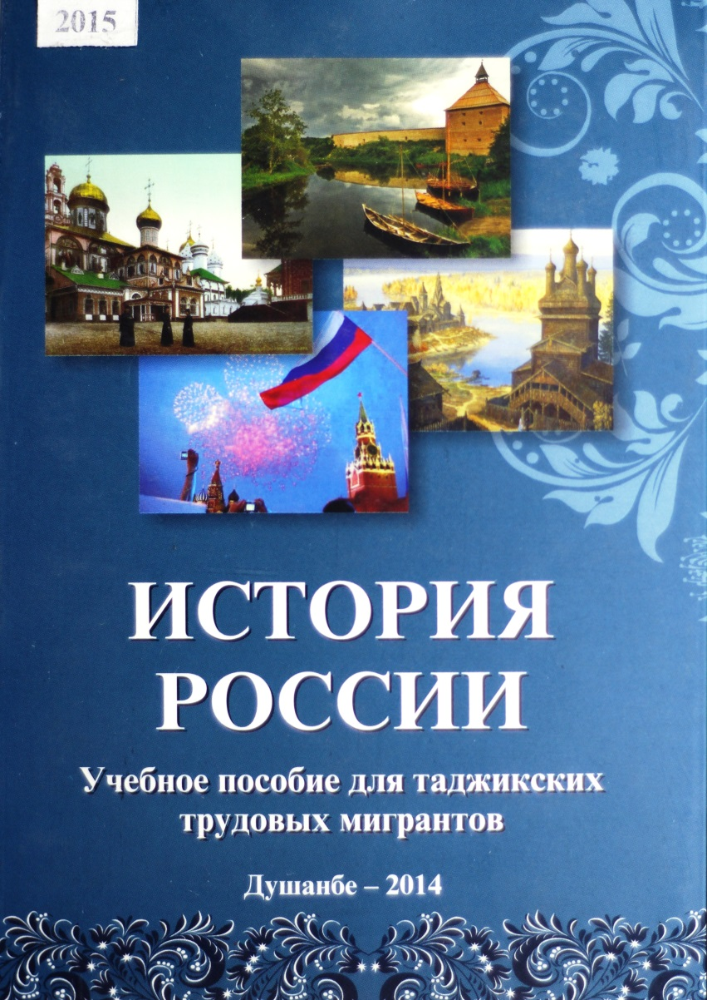 2015
ИСТОРИЯ
РОССИИ
Учебное пособие для таджикских
трудовых мигрантов
Душанбе – 2014